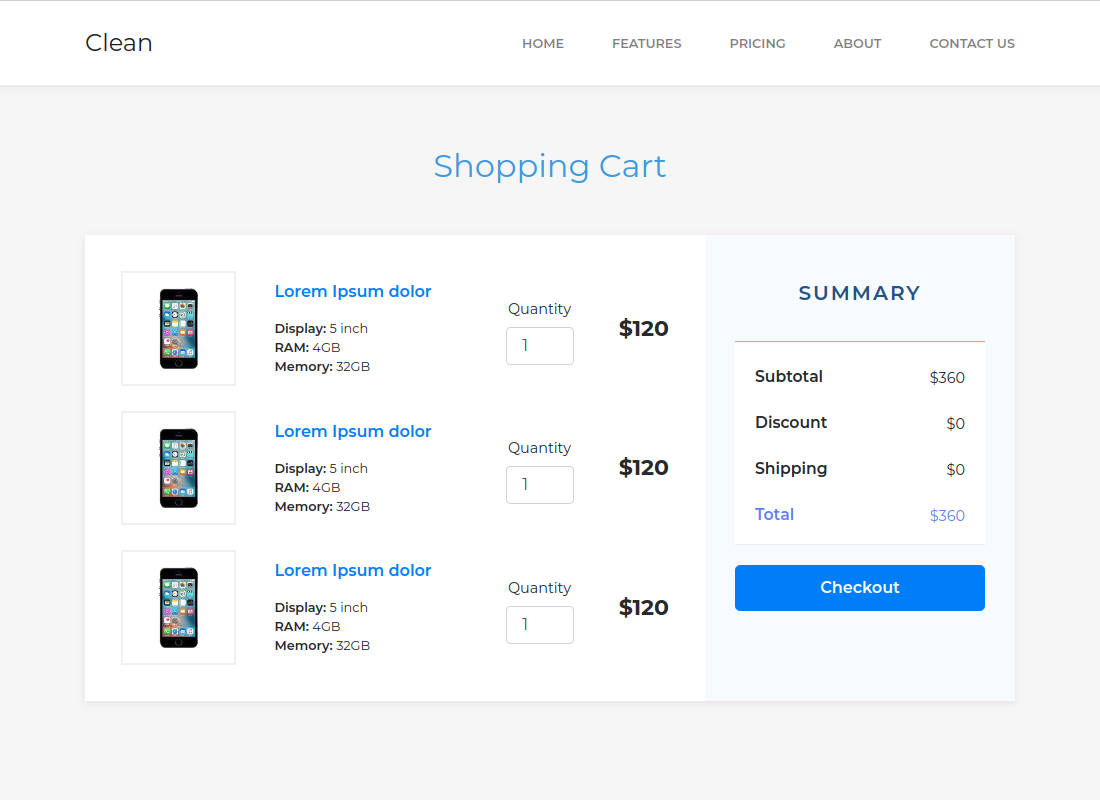 Clean
HOME FEATURES PRICING ABOUT CONTACT US
Shopping Cart
Lorem Ipsum dolor
Display: 5 inch
RAM: 4GB
Memory: 32GB
Quantity
1
$120
Lorem Ipsum dolor
Display: 5 inch
RAM: 4GB
Memory: 32GB
Quantity
1
$120
Lorem Ipsum dolor
Display: 5 inch
RAM: 4GB
Memory: 32GB
Quantity
1
$120
SUMMARY
Subtotal $360
Discount $0
Shipping $0
Total $360
Checkout